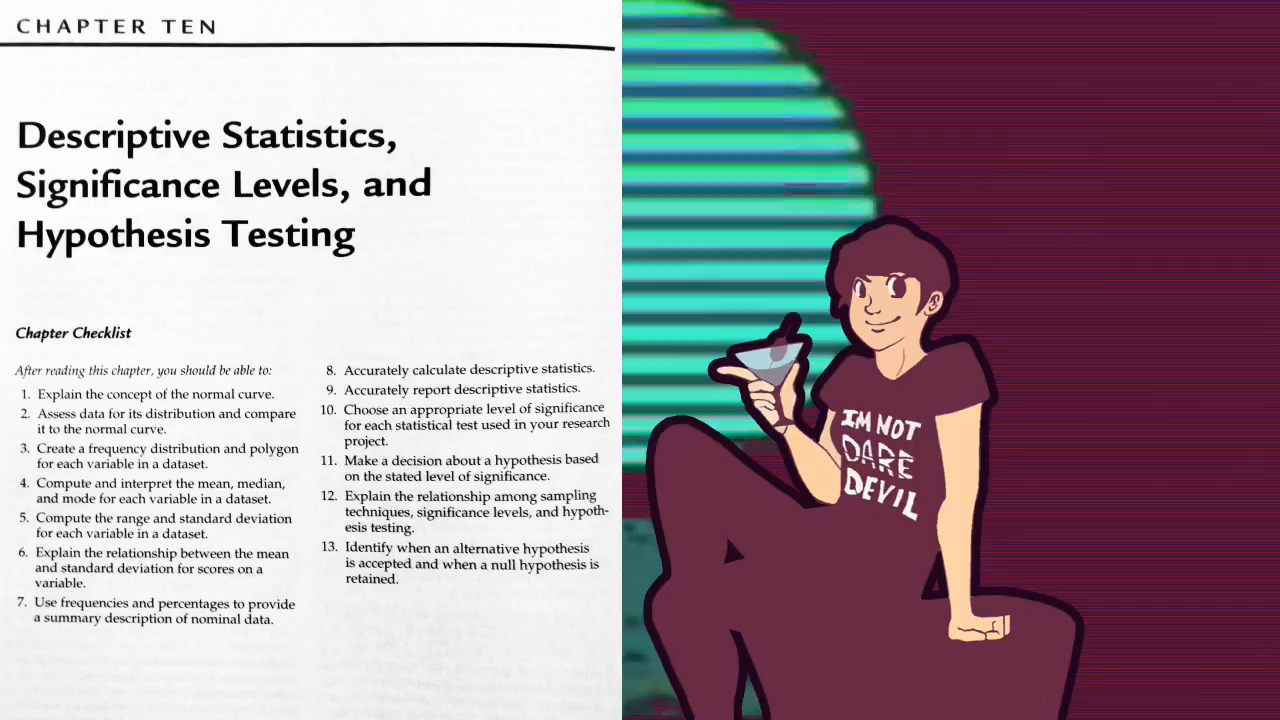 CHAPTER TEN
Descriptive Statistics,
Significance Levels, and
Hypothesis Testing
Chapter Checklist
After reading this chapter, you should be able to:
1. Explain the concept of the normal curve.
2. Assess data for its distribution and compare
it to the normal curve.
3. Create a frequency distribution and polygon
for each variable in a dataset.
4. Compute and interpret the mean, median,
and mode for each variable in a dataset.
5. Compute the range and standard deviation
for each variable in a dataset.
6. Explain the relationship between the mean
and standard deviation for scores on a
variable.
7. Use frequencies and percentages to provide
a summary description of nominal data.
8. Accurately calculate descriptive statistics.
9. Accurately report descriptive statistics.
10. Choose an appropriate level of significance
for each statistical test used in your research
project.
11. Make a decision about a hypothesis based
on the stated level of significance.
12. Explain the relationship among sampling
techniques, significance levels, and hypoth-
esis testing.
13. Identify when an alternative hypothesis
is accepted and when a null hypothesis is
retained.
IM NOT
DARE
DEVIL